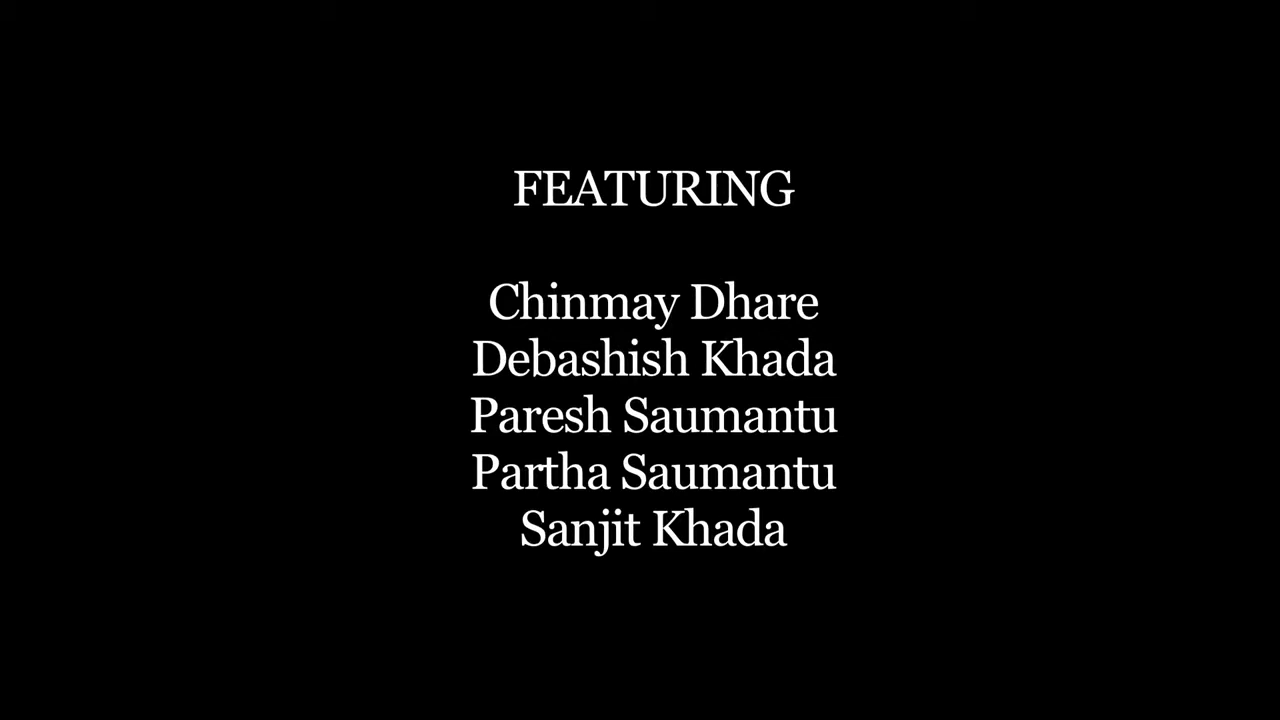 FEATURING
Chinmay Dhare
Debashish Khada
Paresh Saumantu
Partha Saumantu
Sanjit Khada